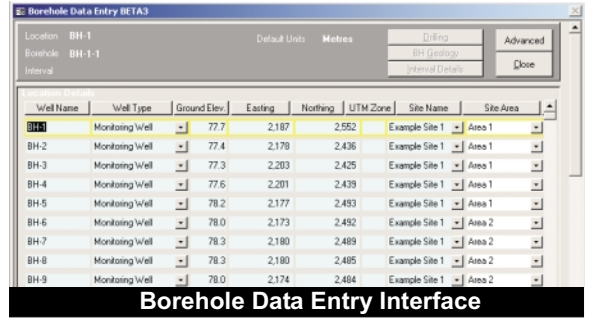 Borehole Data Entry BETA3
Location BH-1 Default Units Metres Drilling Advanced
Borehole BH-1-1 BH Geology
Interval Interval Details Close
Location Details
Well Name Well Type Ground Elev. Easting Northing UTM Zone Site Name Site Area
BH-1 Monitoring Well 77.7 2,187 2,552 Example Site 1 Area 1
BH-2 Monitoring Well 77.4 2,178 2,436 Example Site 1 Area 1
BH-3 Monitoring Well 77.3 2,203 2,425 Example Site 1 Area 1
BH-4 Monitoring Well 77.6 2,201 2,439 Example Site 1 Area 1
BH-5 Monitoring Well 78.2 2,177 2,493 Example Site 1 Area 1
BH-6 Monitoring Well 78.0 2,173 2,492 Example Site 1 Area 2
BH-7 Monitoring Well 78.3 2,180 2,489 Example Site 1 Area 2
BH-8 Monitoring Well 78.3 2,180 2,485 Example Site 1 Area 2
BH-9 Monitoring Well 78.0 2,174 2,484 Example Site 1 Area 2
Borehole Data Entry Interface